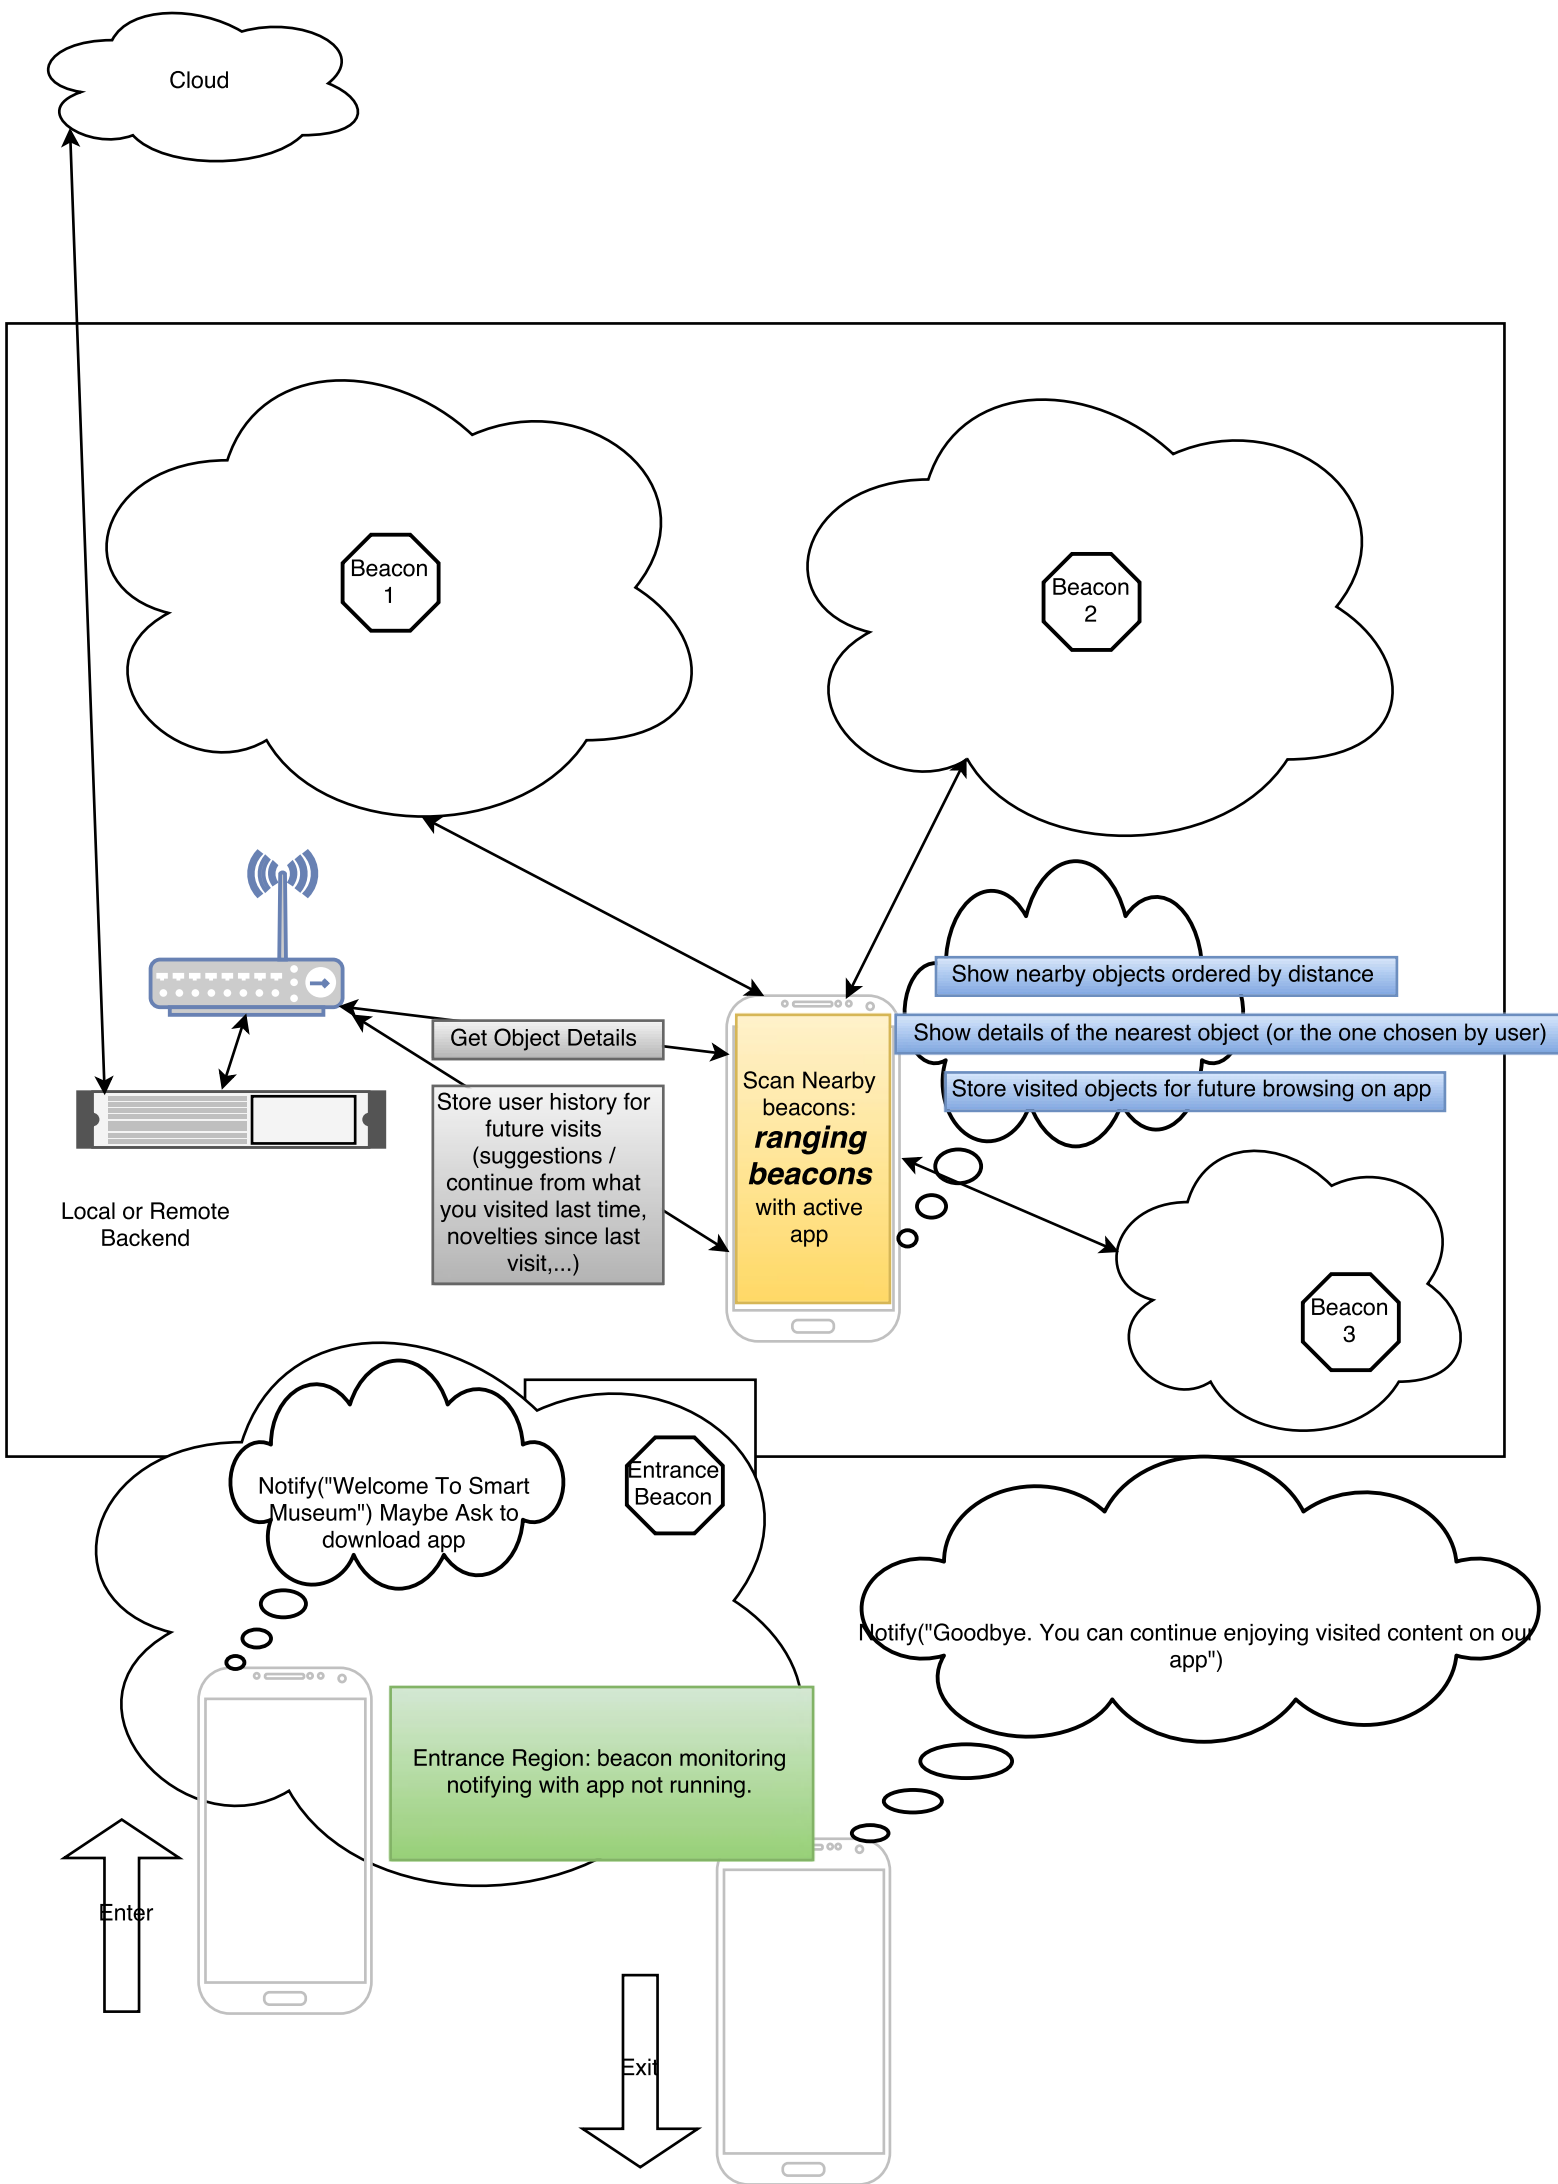 Cloud
Beacon
1
Beacon
2
Show nearby objects ordered by distance
Get Object Details
Show details of the nearest object (or the one chosen by user)
Scan Nearby
beacons:
ranging
beacons
with active
app
Store visited objects for future browsing on app
Store user history for
future visits
(suggestions /
continue from what
you visited last time,
novelties since last
visit,...)
Local or Remote
Backend
Beacon
3
Entrance
Beacon
Notify("Welcome To Smart
Museum") Maybe Ask to
download app
Notify("Goodbye. You can continue enjoying visited content on our
app")
Entrance Region: beacon monitoring
notifying with app not running.
Enter
Exit